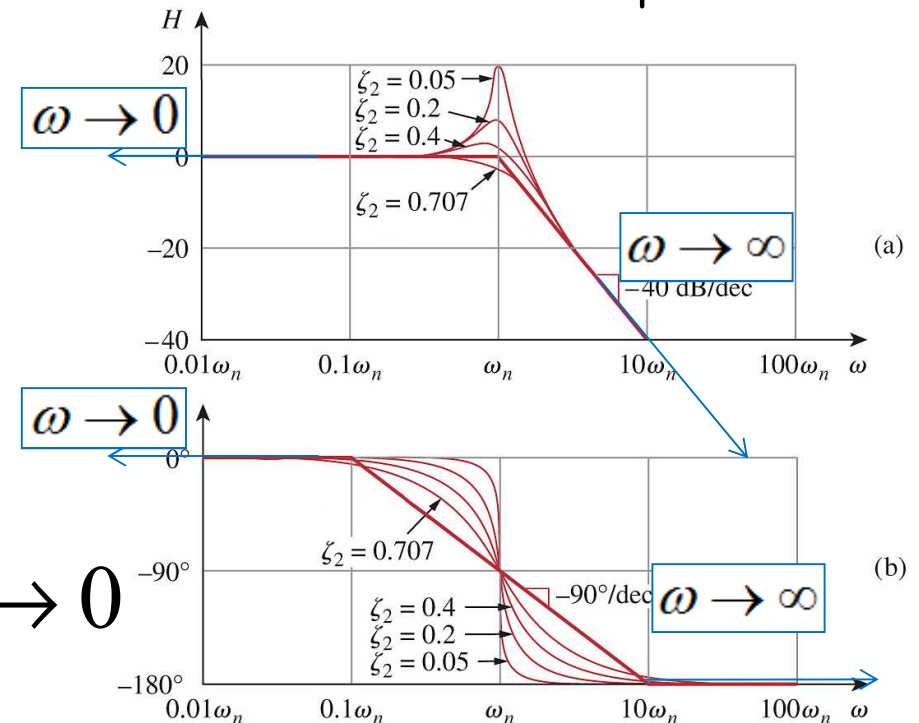 H
20
ζ₂ = 0.05
ζ₂ = 0.2
ζ₂ = 0.4
ω → 0
0
ζ₂ = 0.707
ω → ∞
(a)
−20
−40 dB/dec
−40
0.01ωₙ 0.1ωₙ ωₙ 10ωₙ 100ωₙ ω
ω → 0
0°
ζ₂ = 0.707
−90°
(b)
−90°/dec
ω → ∞
→ 0
ζ₂ = 0.4
ζ₂ = 0.2
ζ₂ = 0.05
−180°
0.01ωₙ 0.1ωₙ ωₙ 10ωₙ 100ωₙ ω